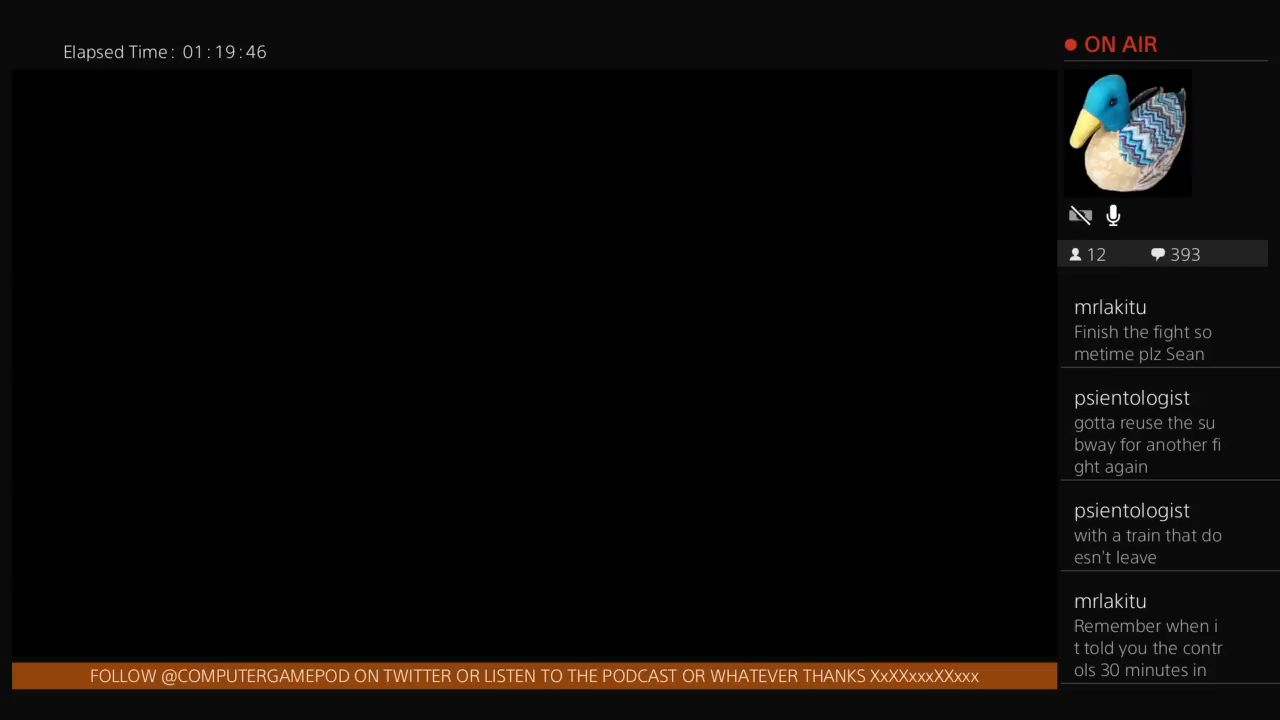 Elapsed Time: 01:19:46
ON AIR
12 393
mrlakitu
Finish the fight so
metime plz Sean
psientologist
gotta reuse the su
bway for another fi
ght again
psientologist
with a train that do
esn't leave
mrlakitu
Remember when i
t told you the contr
ols 30 minutes in
FOLLOW @COMPUTERGAMEPOD ON TWITTER OR LISTEN TO THE PODCAST OR WHATEVER THANKS XxXXxxxXXxxx